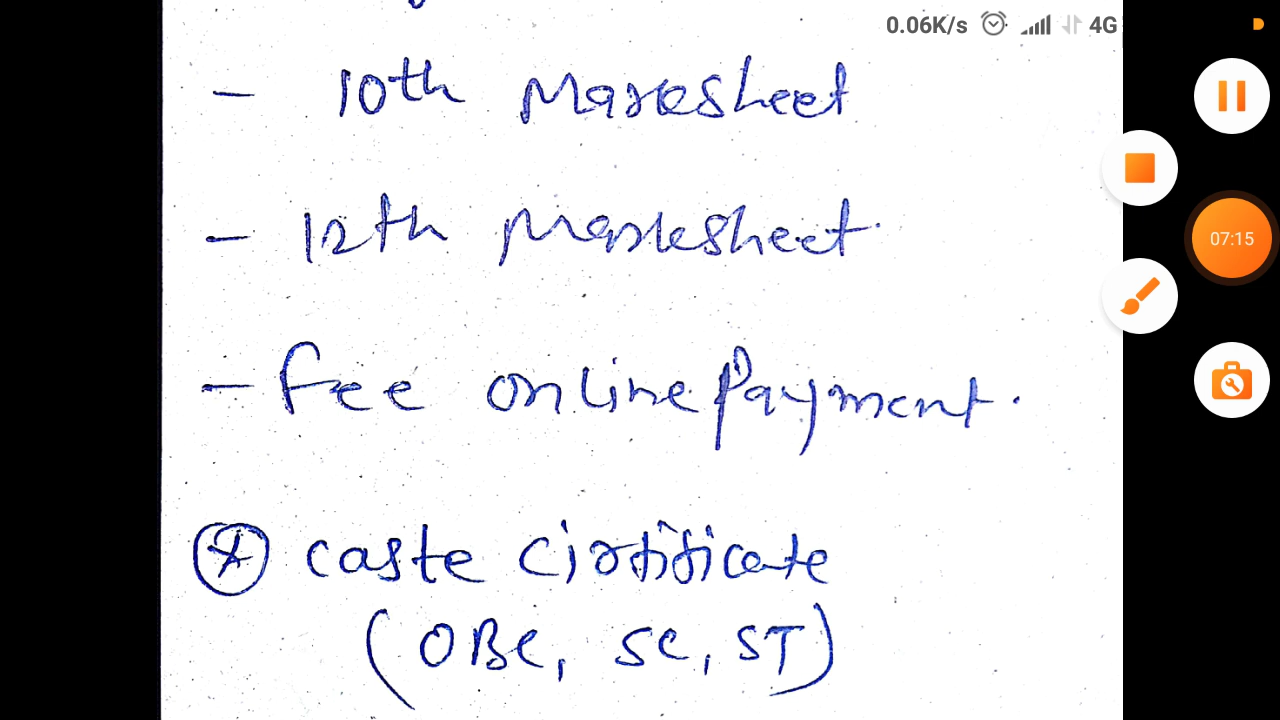 0.06K/s 4G
- 10th Marksheet
- 12th Marksheet.
- fee online Payment.
caste Cirtificate
(OBC, SC, ST)
07:15